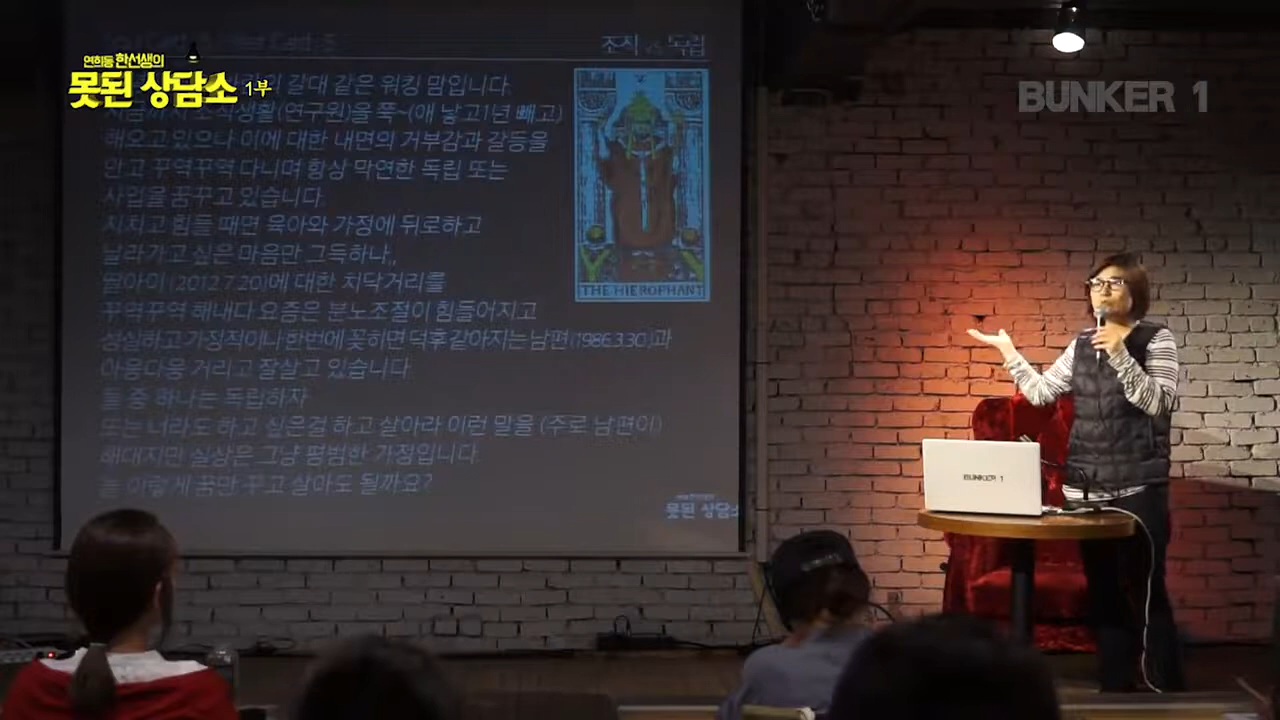 연희동 한선생의
못된 상담소 1부
BUNKER 1
조직 vs 독립
갈대 같은 워킹 맘입니다.
조직생활(연구원)을 쭉~(애 낳고1년 빼고)
해오고 있으나 이에 대한 내면의 거부감과 갈등을
안고 꾸역꾸역 다니며 항상 막연한 독립 또는
사업을 꿈꾸고 있습니다.
지치고 힘들 때면 육아와 가정에 뒤로하고
날라가고 싶은 마음만 그득하나,,
딸아이(2012.7.20)에 대한 치닥거리를
꾸역꾸역 해내다 요즘은 분노조절이 힘들어지고
성실하고 가정적이나 한번에 꽂히면 덕후 같아지는 남편(1986.3.30.)과
아웅다웅 거리고 잘살고 있습니다.
둘 중 하나는 독립하자
또는 너라도 하고 싶은걸 하고 살아라 이런 말을 (주로 남편이)
해대지만 실상은 그냥 평범한 가정입니다.
늘 이렇게 꿈만 꾸고 살아도 될까요?
THE HIEROPHANT
못된 상담소
BUNKER 1